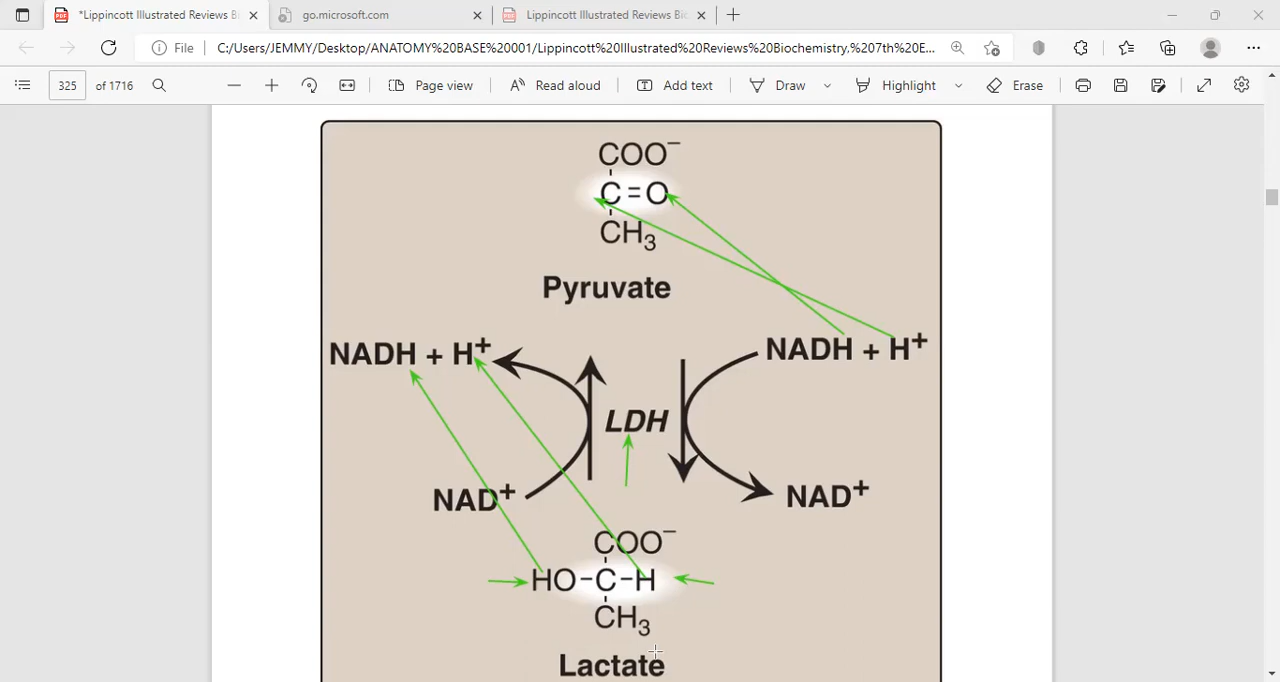 *Lippincott Illustrated Reviews B
go.microsoft.com
Lippincott Illustrated Reviews Bio
File
C:/Users/JEMMY/Desktop/ANATOMY%20BASE%20001/Lippincott%20Illustrated%20Reviews%20Biochemistry,%207th%20E...
325 of 1716
Page view
Read aloud
Add text
Draw
Highlight
Erase
COO⁻
C=O
CH₃
Pyruvate
NADH + H⁺
NADH + H⁺
LDH
NAD⁺
NAD⁺
COO⁻
HO-C-H
CH₃
Lactate